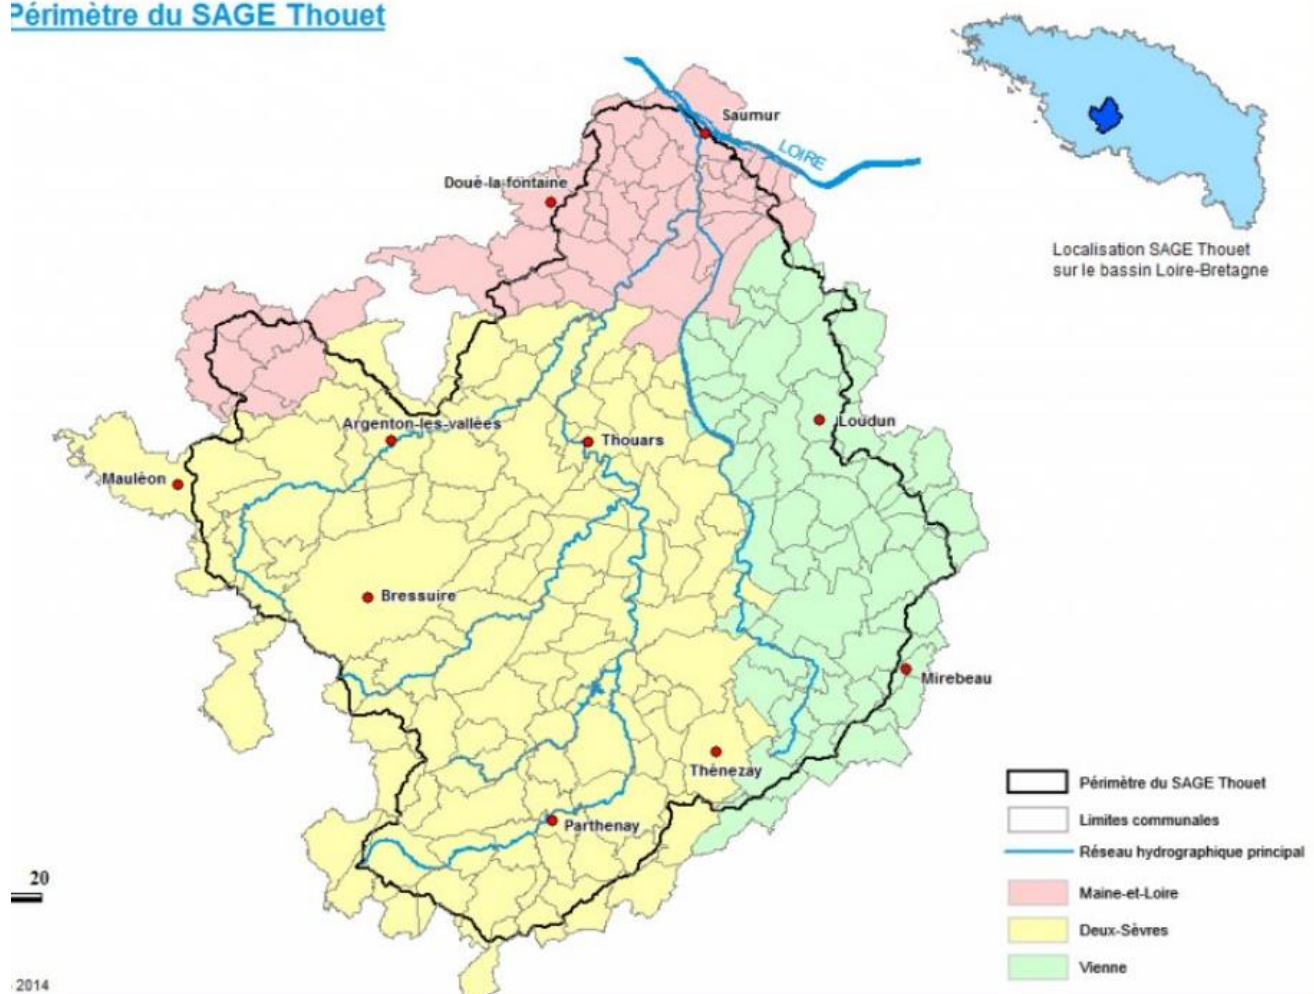 Périmètre du SAGE Thouet
Saumur
LOIRE
Doué-la-fontaine
Localisation SAGE Thouet
sur le bassin Loire-Bretagne
Argenton-les-vallées
Loudun
Thouars
Mauléon
Bressuire
Mirebeau
Thénezay
Parthenay
Périmètre du SAGE Thouet
Limites communales
Réseau hydrographique principal
Maine-et-Loire
Deux-Sèvres
Vienne
20
2014